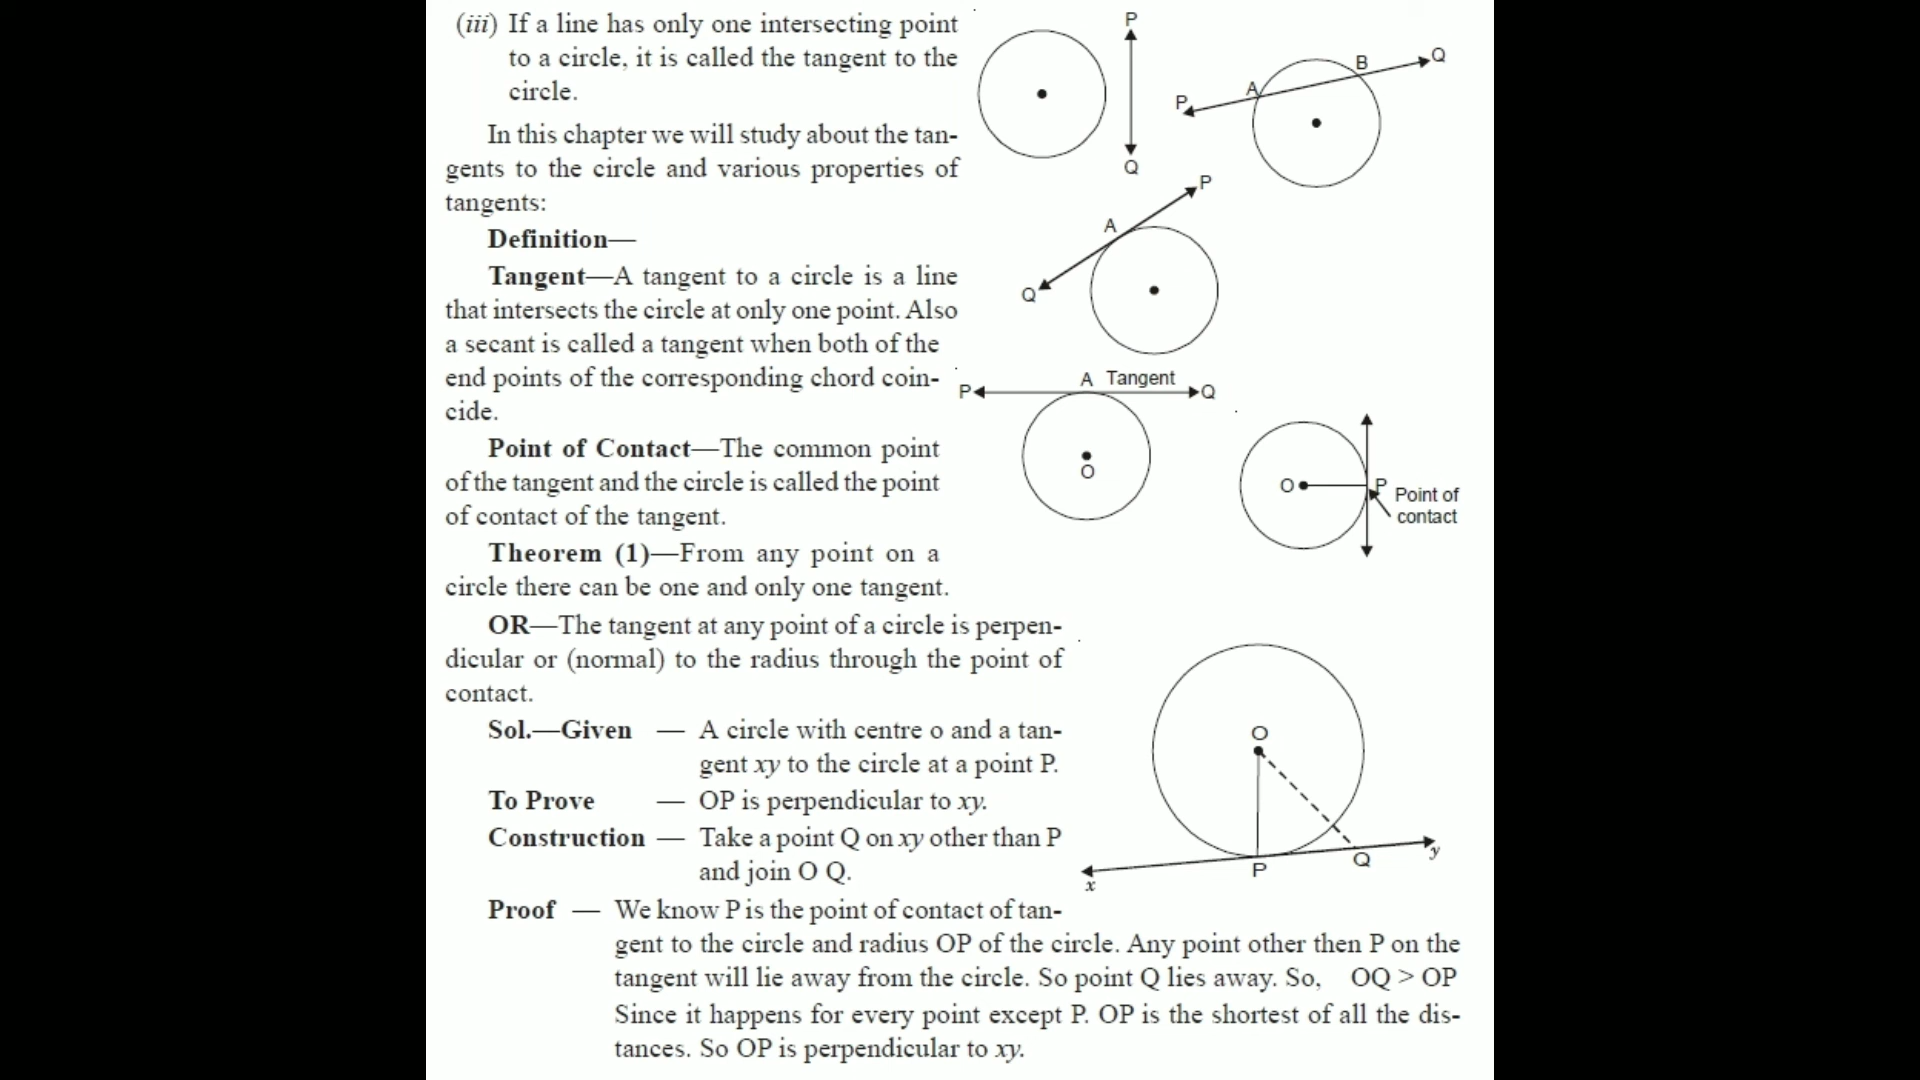 (iii) If a line has only one intersecting point
to a circle, it is called the tangent to the
circle.
In this chapter we will study about the tan-
gents to the circle and various properties of
tangents:
Definition—
Tangent—A tangent to a circle is a line
that intersects the circle at only one point. Also
a secant is called a tangent when both of the
end points of the corresponding chord coin-
cide.
Point of Contact—The common point
of the tangent and the circle is called the point
of contact of the tangent.
Theorem (1)—From any point on a
circle there can be one and only one tangent.
OR—The tangent at any point of a circle is perpen-
dicular or (normal) to the radius through the point of
contact.
Sol.—Given — A circle with centre o and a tan-
gent xy to the circle at a point P.
To Prove — OP is perpendicular to xy.
Construction — Take a point Q on xy other than P
and join O Q.
Proof — We know P is the point of contact of tan-
gent to the circle and radius OP of the circle. Any point other then P on the
tangent will lie away from the circle. So point Q lies away. So, OQ > OP
Since it happens for every point except P. OP is the shortest of all the dis-
tances. So OP is perpendicular to xy.
P
Q
P
A
B
Q
P
A
Q
P
A Tangent
Q
O
O
P
Point of
contact
O
P
Q
x
y